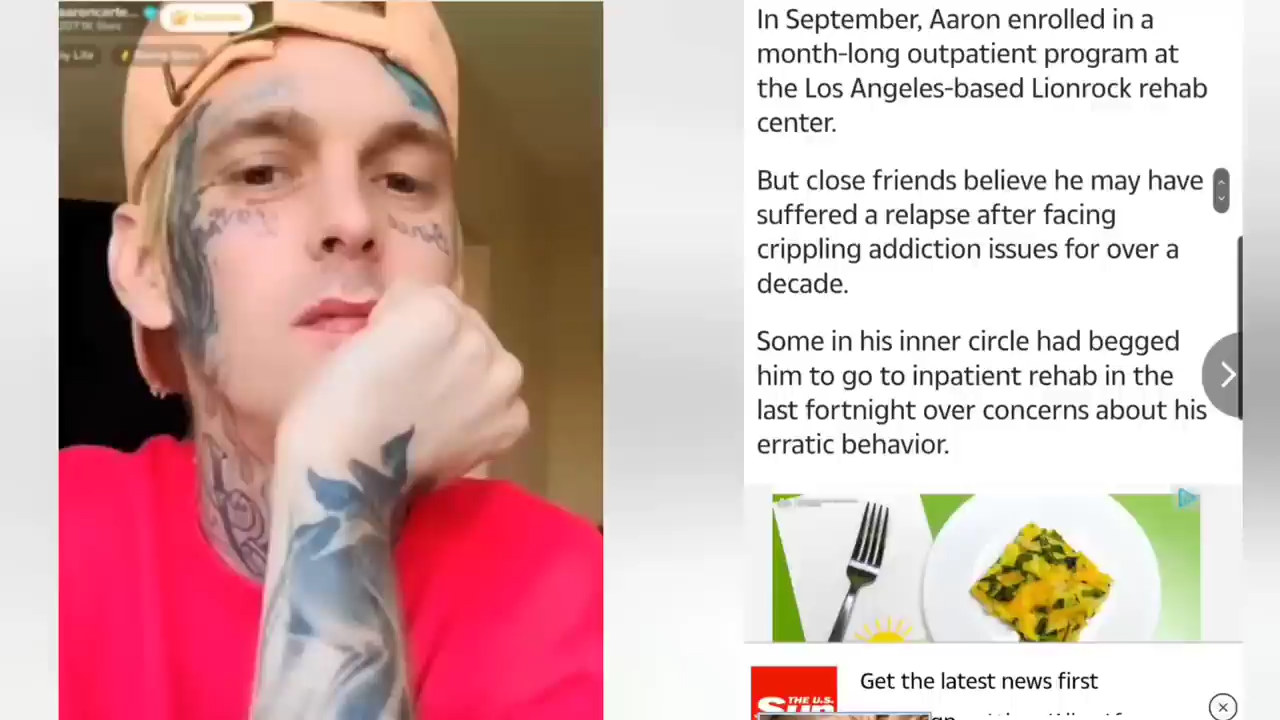 aaroncarte...
In September, Aaron enrolled in a
month-long outpatient program at
the Los Angeles-based Lionrock rehab
center.
But close friends believe he may have
suffered a relapse after facing
crippling addiction issues for over a
decade.
Some in his inner circle had begged
him to go to inpatient rehab in the
last fortnight over concerns about his
erratic behavior.
THE U.S.
Sun
Get the latest news first